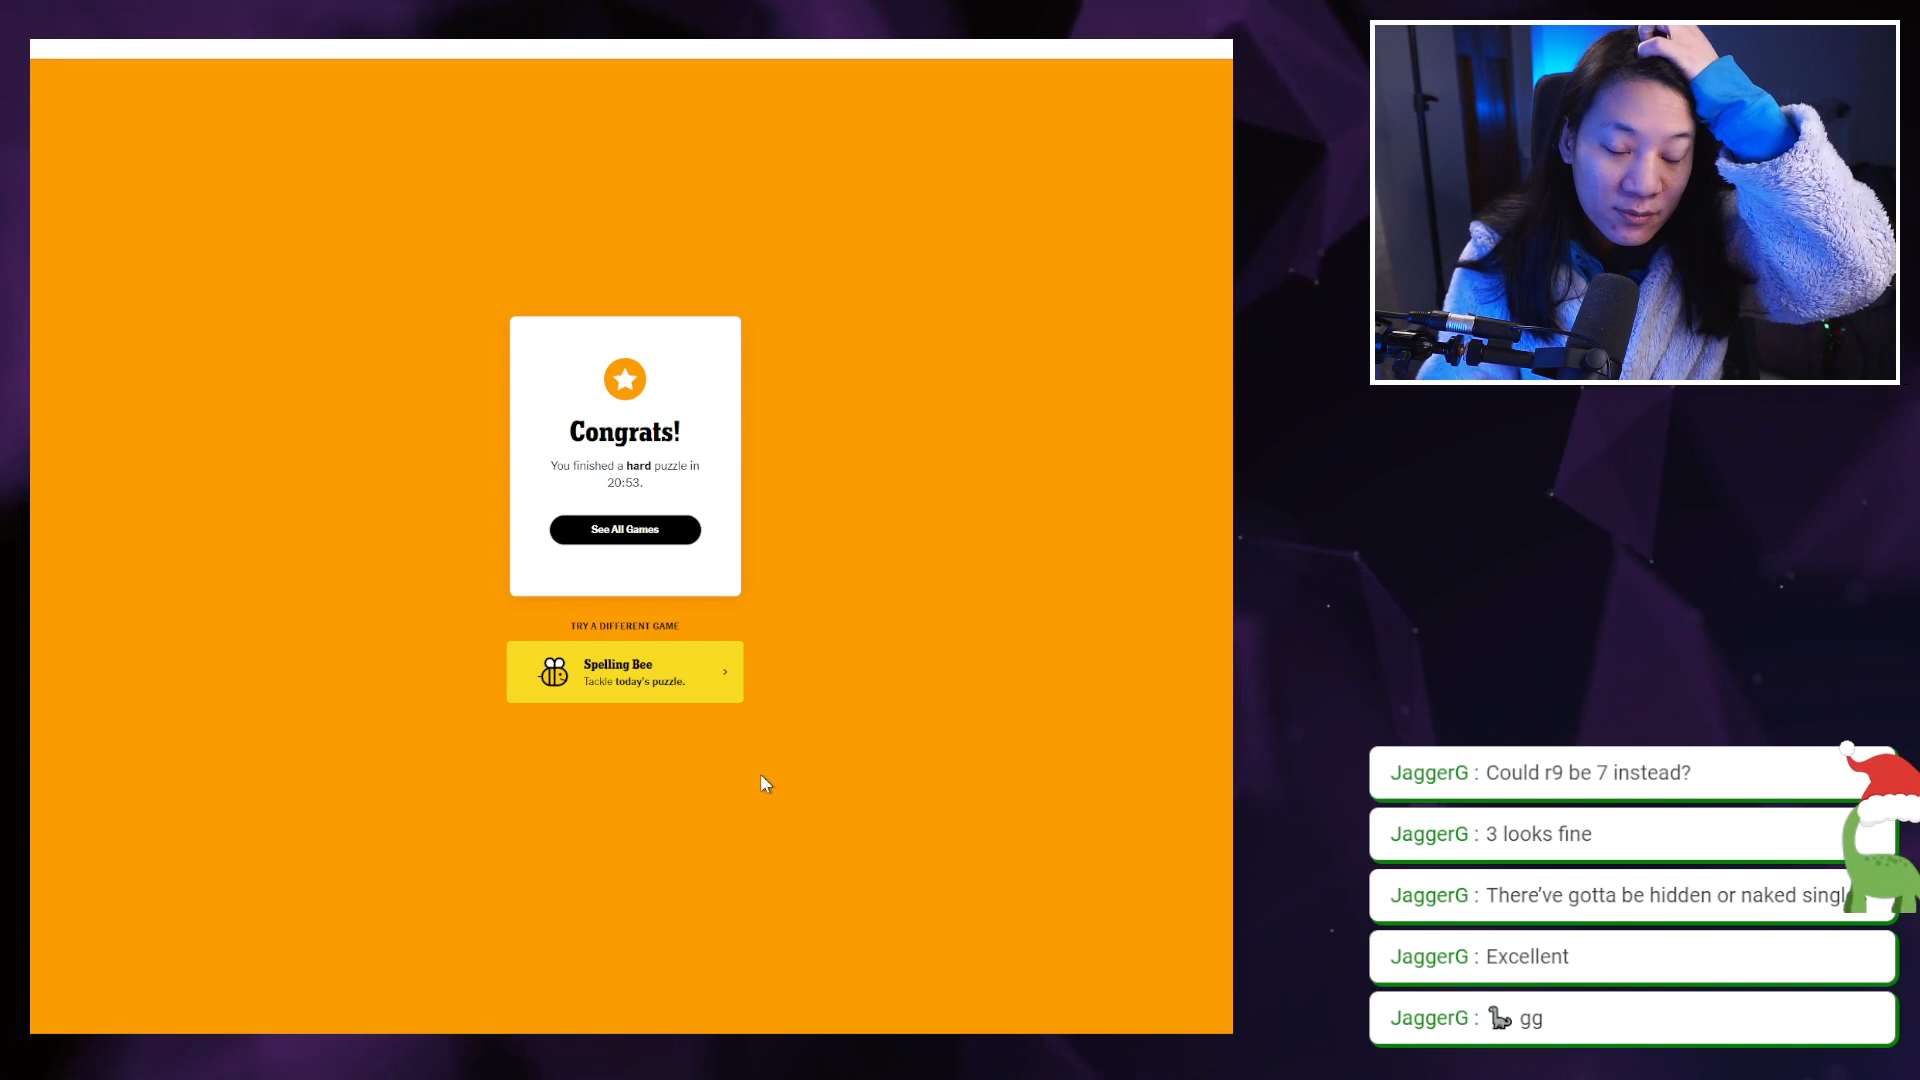 Congrats!
You finished a hard puzzle in
20:53.
See All Games
TRY A DIFFERENT GAME
Spelling Bee
Tackle today's puzzle.
JaggerG : Could r9 be 7 instead?
JaggerG : 3 looks fine
JaggerG : There've gotta be hidden or naked singl
JaggerG : Excellent
JaggerG : 🦕 gg